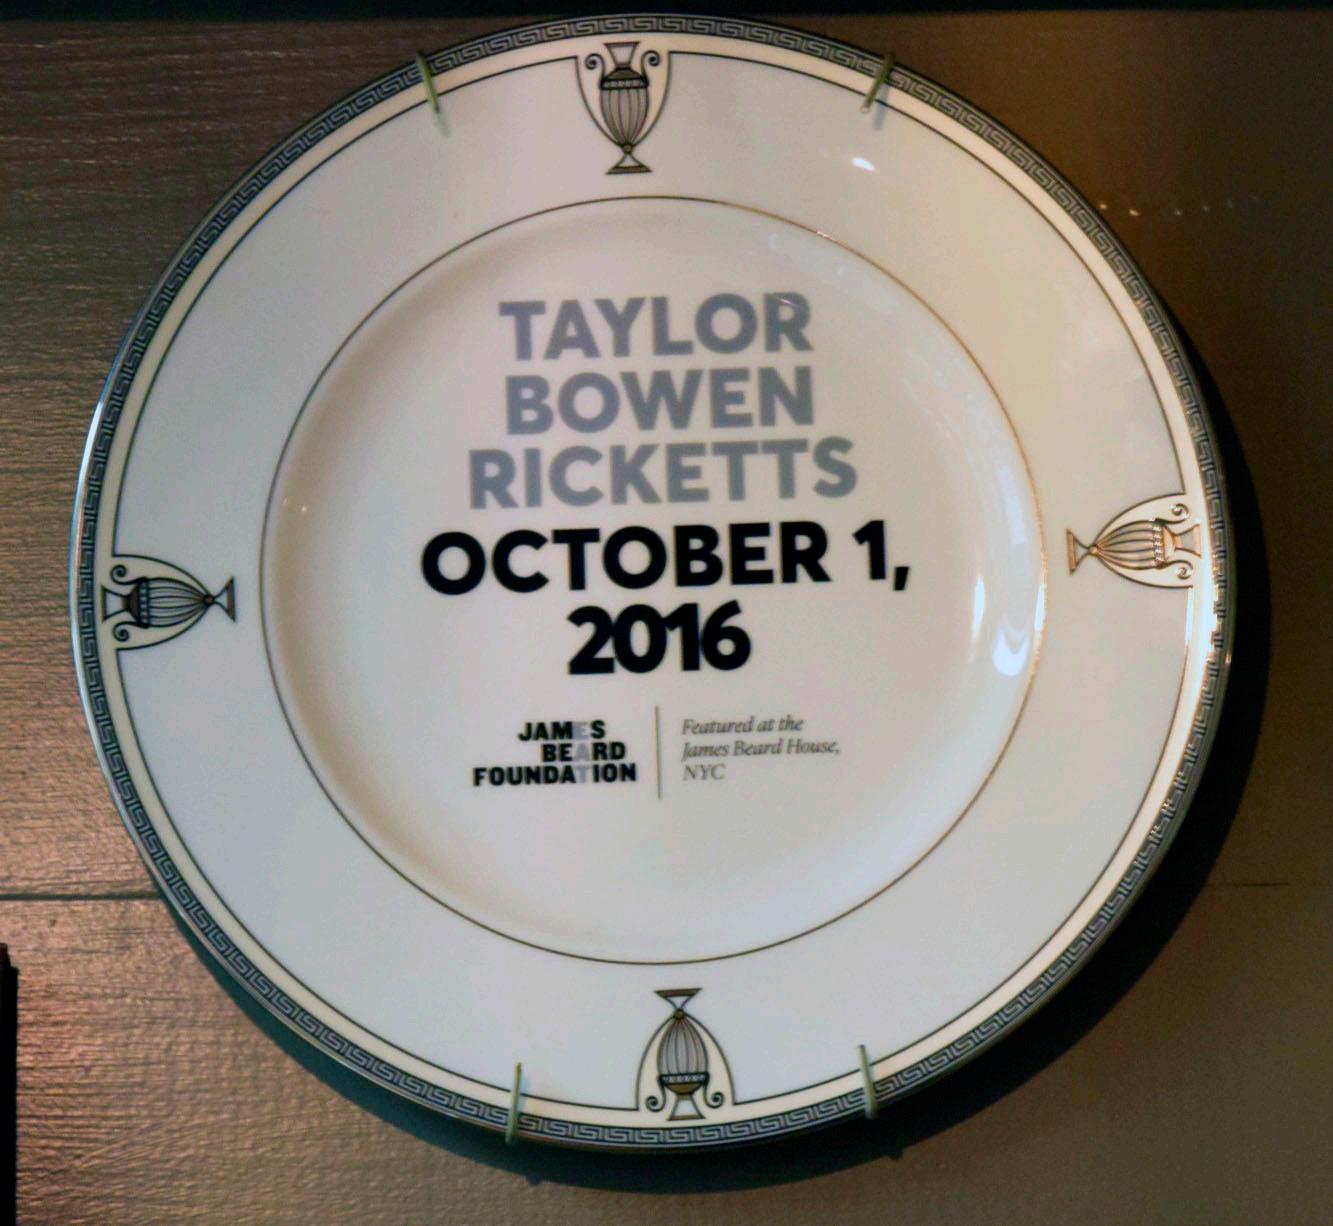 TAYLOR
BOWEN
RICKETTS
OCTOBER 1,
2016
JAMES
BEARD
FOUNDATION
Featured at the
James Beard House,
NYC